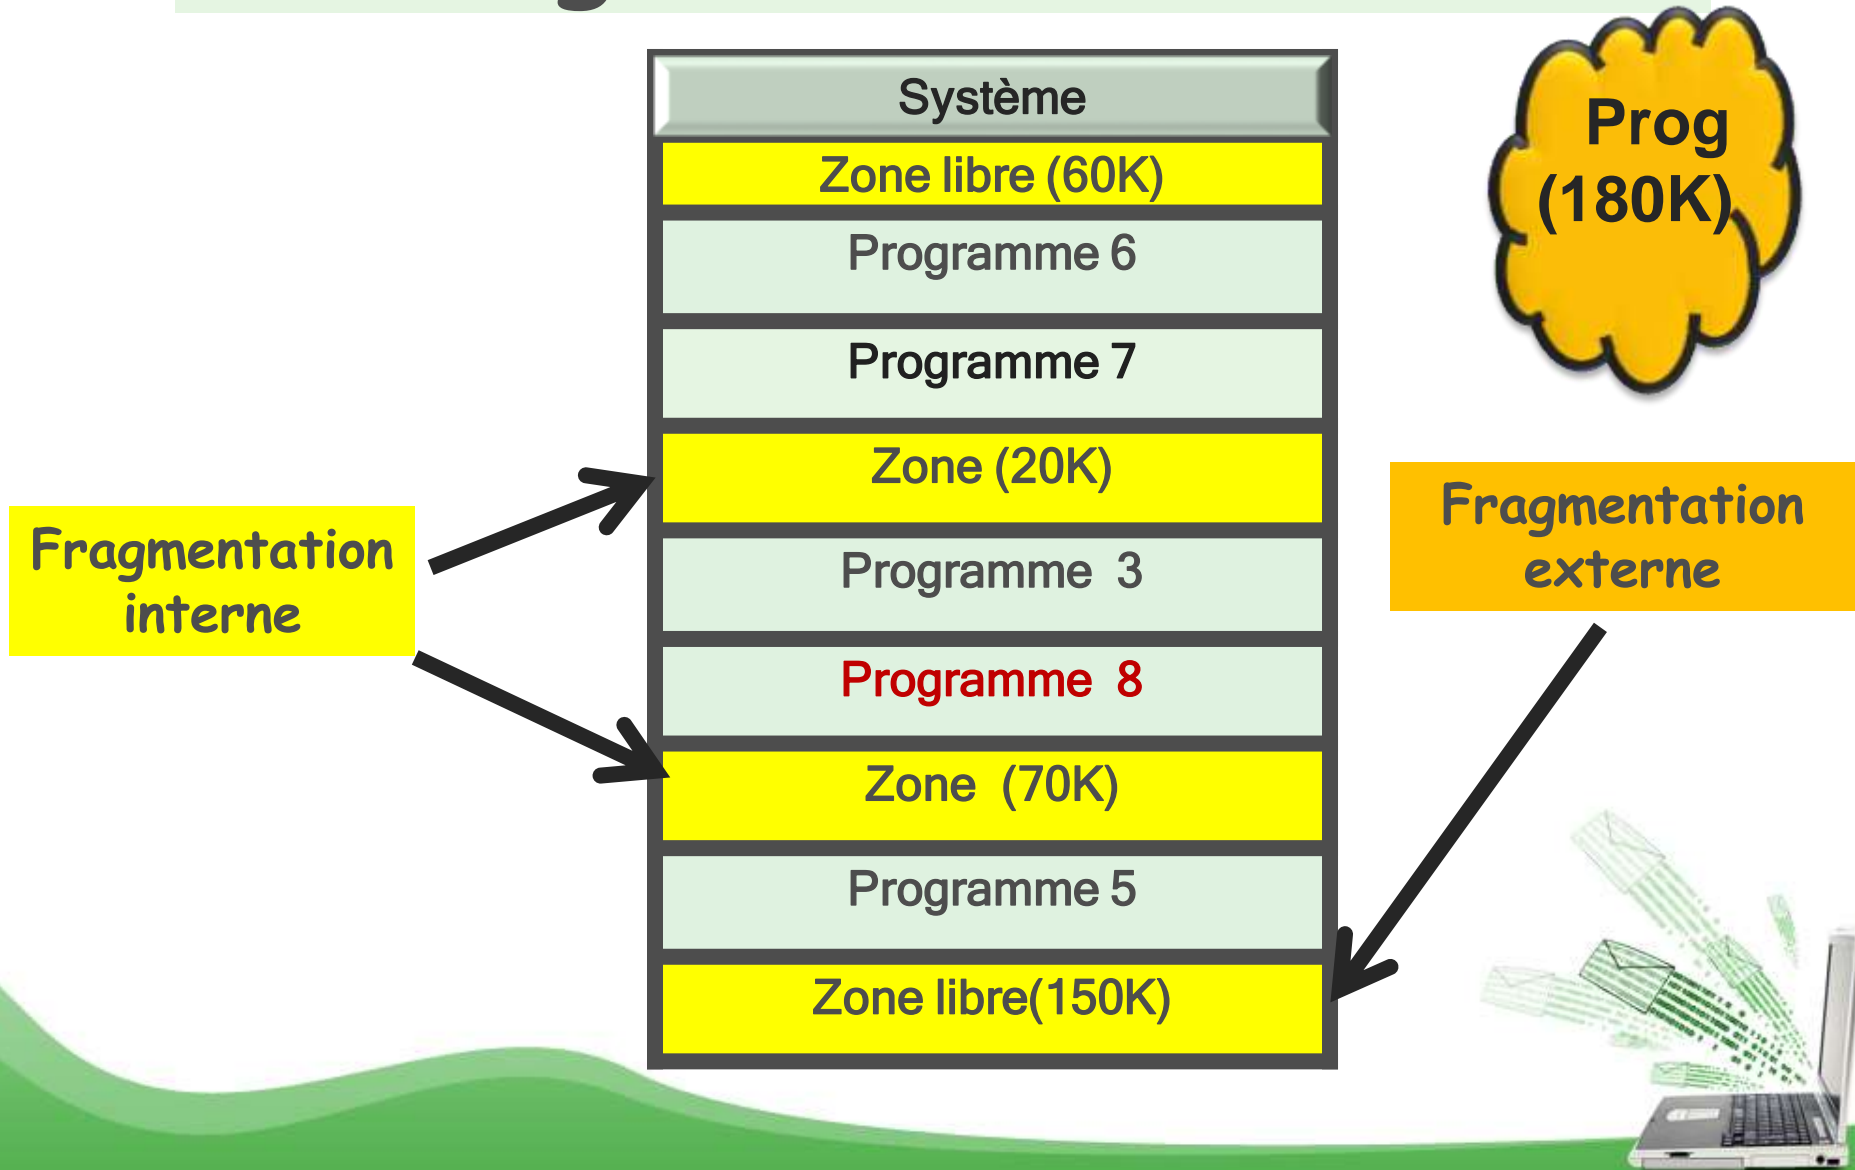 Système
Zone libre (60K)
Programme 6
Programme 7
Zone (20K)
Programme 3
Programme 8
Zone (70K)
Programme 5
Zone libre(150K)
Fragmentation
interne
Prog
(180K)
Fragmentation
externe